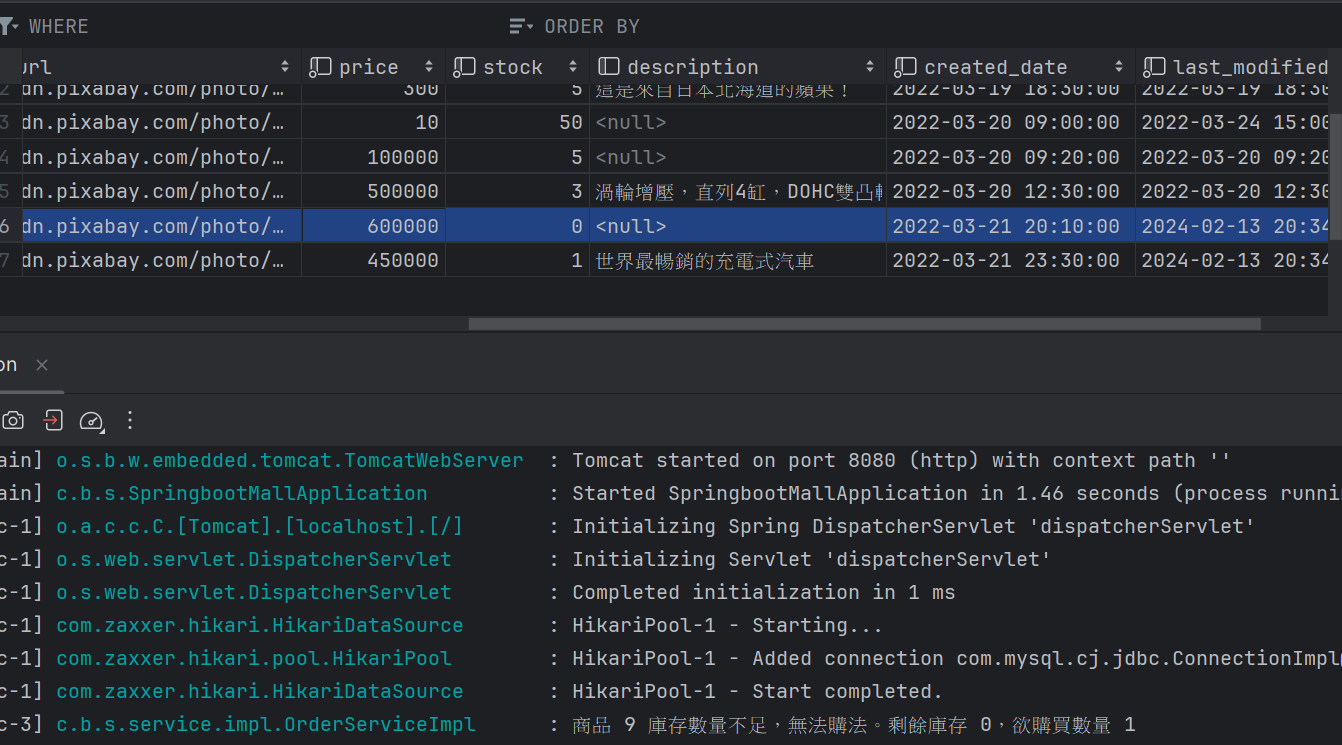 WHERE ORDER BY
url price stock description created_date last_modified
2 dn.pixabay.com/photo/… 300 5 這是來自日本北海道的蘋果！ 2022-03-19 18:30:00 2022-03-19 18:30
3 dn.pixabay.com/photo/… 10 50 <null> 2022-03-20 09:00:00 2022-03-24 15:00
4 dn.pixabay.com/photo/… 100000 5 <null> 2022-03-20 09:20:00 2022-03-20 09:20
5 dn.pixabay.com/photo/… 500000 3 渦輪增壓，直列4缸，DOHC雙凸 2022-03-20 12:30:00 2022-03-20 12:30
6 dn.pixabay.com/photo/… 600000 0 <null> 2022-03-21 20:10:00 2024-02-13 20:34
7 dn.pixabay.com/photo/… 450000 1 世界最暢銷的充電式汽車 2022-03-21 23:30:00 2024-02-13 20:34
on ×
ain] o.s.b.w.embedded.tomcat.TomcatWebServer : Tomcat started on port 8080 (http) with context path ''
ain] c.b.s.SpringbootMallApplication : Started SpringbootMallApplication in 1.46 seconds (process runni
c-1] o.a.c.c.C.[Tomcat].[localhost].[/] : Initializing Spring DispatcherServlet 'dispatcherServlet'
c-1] o.s.web.servlet.DispatcherServlet : Initializing Servlet 'dispatcherServlet'
c-1] o.s.web.servlet.DispatcherServlet : Completed initialization in 1 ms
c-1] com.zaxxer.hikari.HikariDataSource : HikariPool-1 - Starting...
c-1] com.zaxxer.hikari.pool.HikariPool : HikariPool-1 - Added connection com.mysql.cj.jdbc.ConnectionImpl
c-1] com.zaxxer.hikari.HikariDataSource : HikariPool-1 - Start completed.
c-3] c.b.s.service.impl.OrderServiceImpl : 商品 9 庫存數量不足，無法購法。剩餘庫存 0，欲購買數量 1